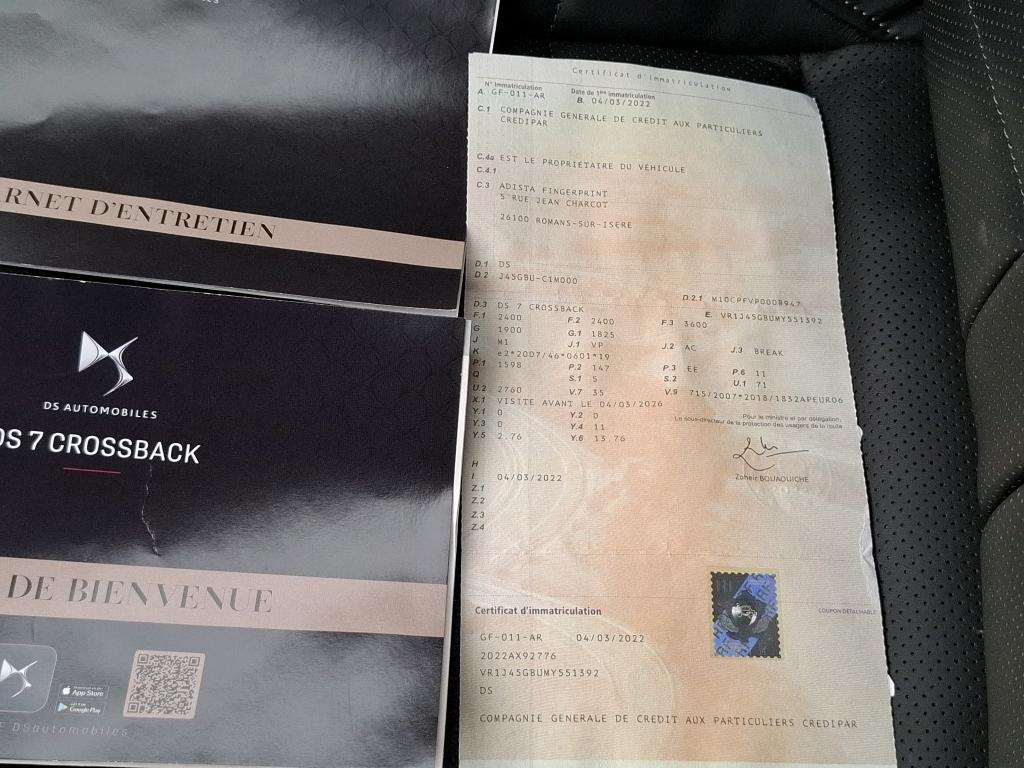 CARNET D'ENTRETIEN
DS AUTOMOBILES
DS 7 CROSSBACK
DE BIENVENUE
App Store
Google Play
DSautomobiles
Certificat d'immatriculation
N° Immatriculation Date de 1ère immatriculation
A. GF-011-AR B. 04/03/2022
C.1 COMPAGNIE GENERALE DE CREDIT AUX PARTICULIERS
CREDIPAR
C.4a EST LE PROPRIÉTAIRE DU VÉHICULE
C.4.1
C.3 ADISTA FINGERPRINT
5 RUE JEAN CHARCOT
26100 ROMANS-SUR-ISERE
D.1 DS
D.2 J45GBU-C1M000
D.2.1 M10CPFVP000B947
D.3 DS 7 CROSSBACK E. VR1J45GBUMY551392
F.1 2400 F.2 2400 F.3 3600
G 1900 G.1 1825
J M1 J.1 VP J.2 AC J.3 BREAK
K e2*2007/46*0601*19
P.1 1598 P.2 147 P.3 EE P.6 11
Q S.1 5 S.2 U.1 71
U.2 2760 V.7 35 V.9 715/2007*2018/1832APEURO6
X.1 VISITE AVANT LE 04/03/2026
Y.1 0 Y.2 0
Y.3 0 Y.4 11
Y.5 2.76 Y.6 13.76
Pour le ministre et par délégation,
Le sous-directeur de la protection des usagers de la route
Zoheir BOUAOUICHE
H
I 04/03/2022
Z.1
Z.2
Z.3
Z.4
Certificat d'immatriculation
COUPON DÉTACHABLE
GF-011-AR 04/03/2022
2022AX92776
VR1J45GBUMY551392
DS
COMPAGNIE GENERALE DE CREDIT AUX PARTICULIERS CREDIPAR